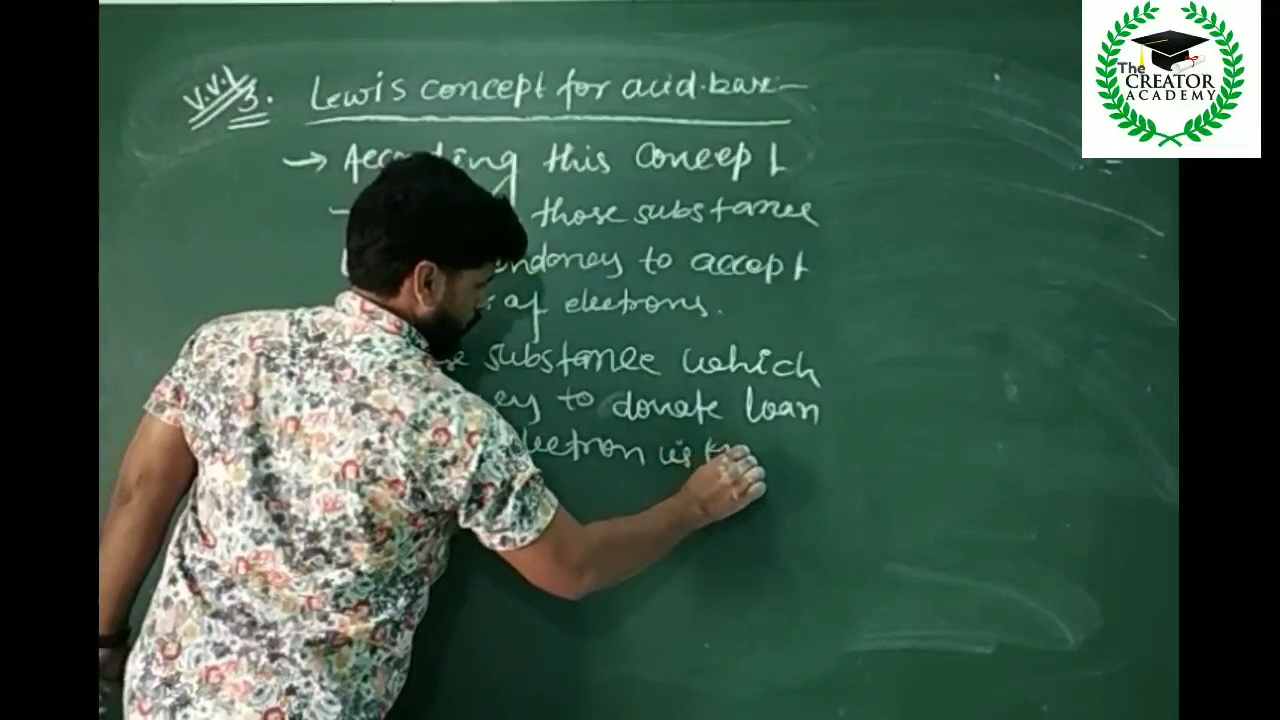 V.V.I 3. Lewis concept for acid-base-
→ According this concept
those substance
to accept
of electrons.
substance which
to donate loan
electron is
The
CREATOR
ACADEMY